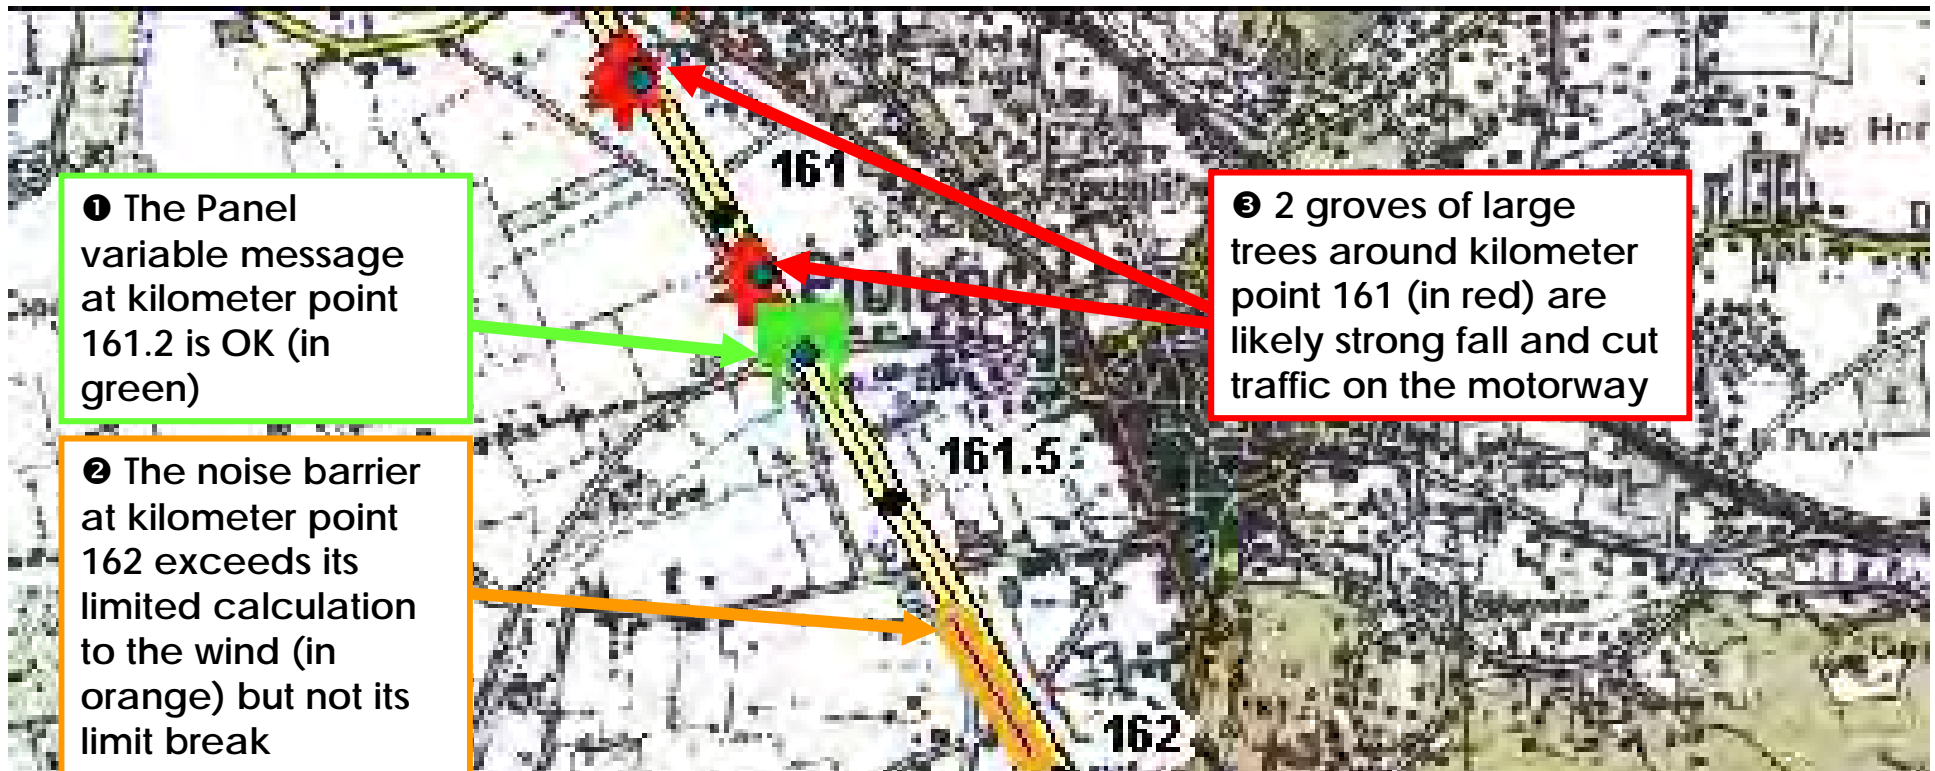 ❶ The Panel
variable message
at kilometer point
161.2 is OK (in
green)
❷ The noise barrier
at kilometer point
162 exceeds its
limited calculation
to the wind (in
orange) but not its
limit break
161
161.5
162
❸ 2 groves of large
trees around kilometer
point 161 (in red) are
likely strong fall and cut
traffic on the motorway